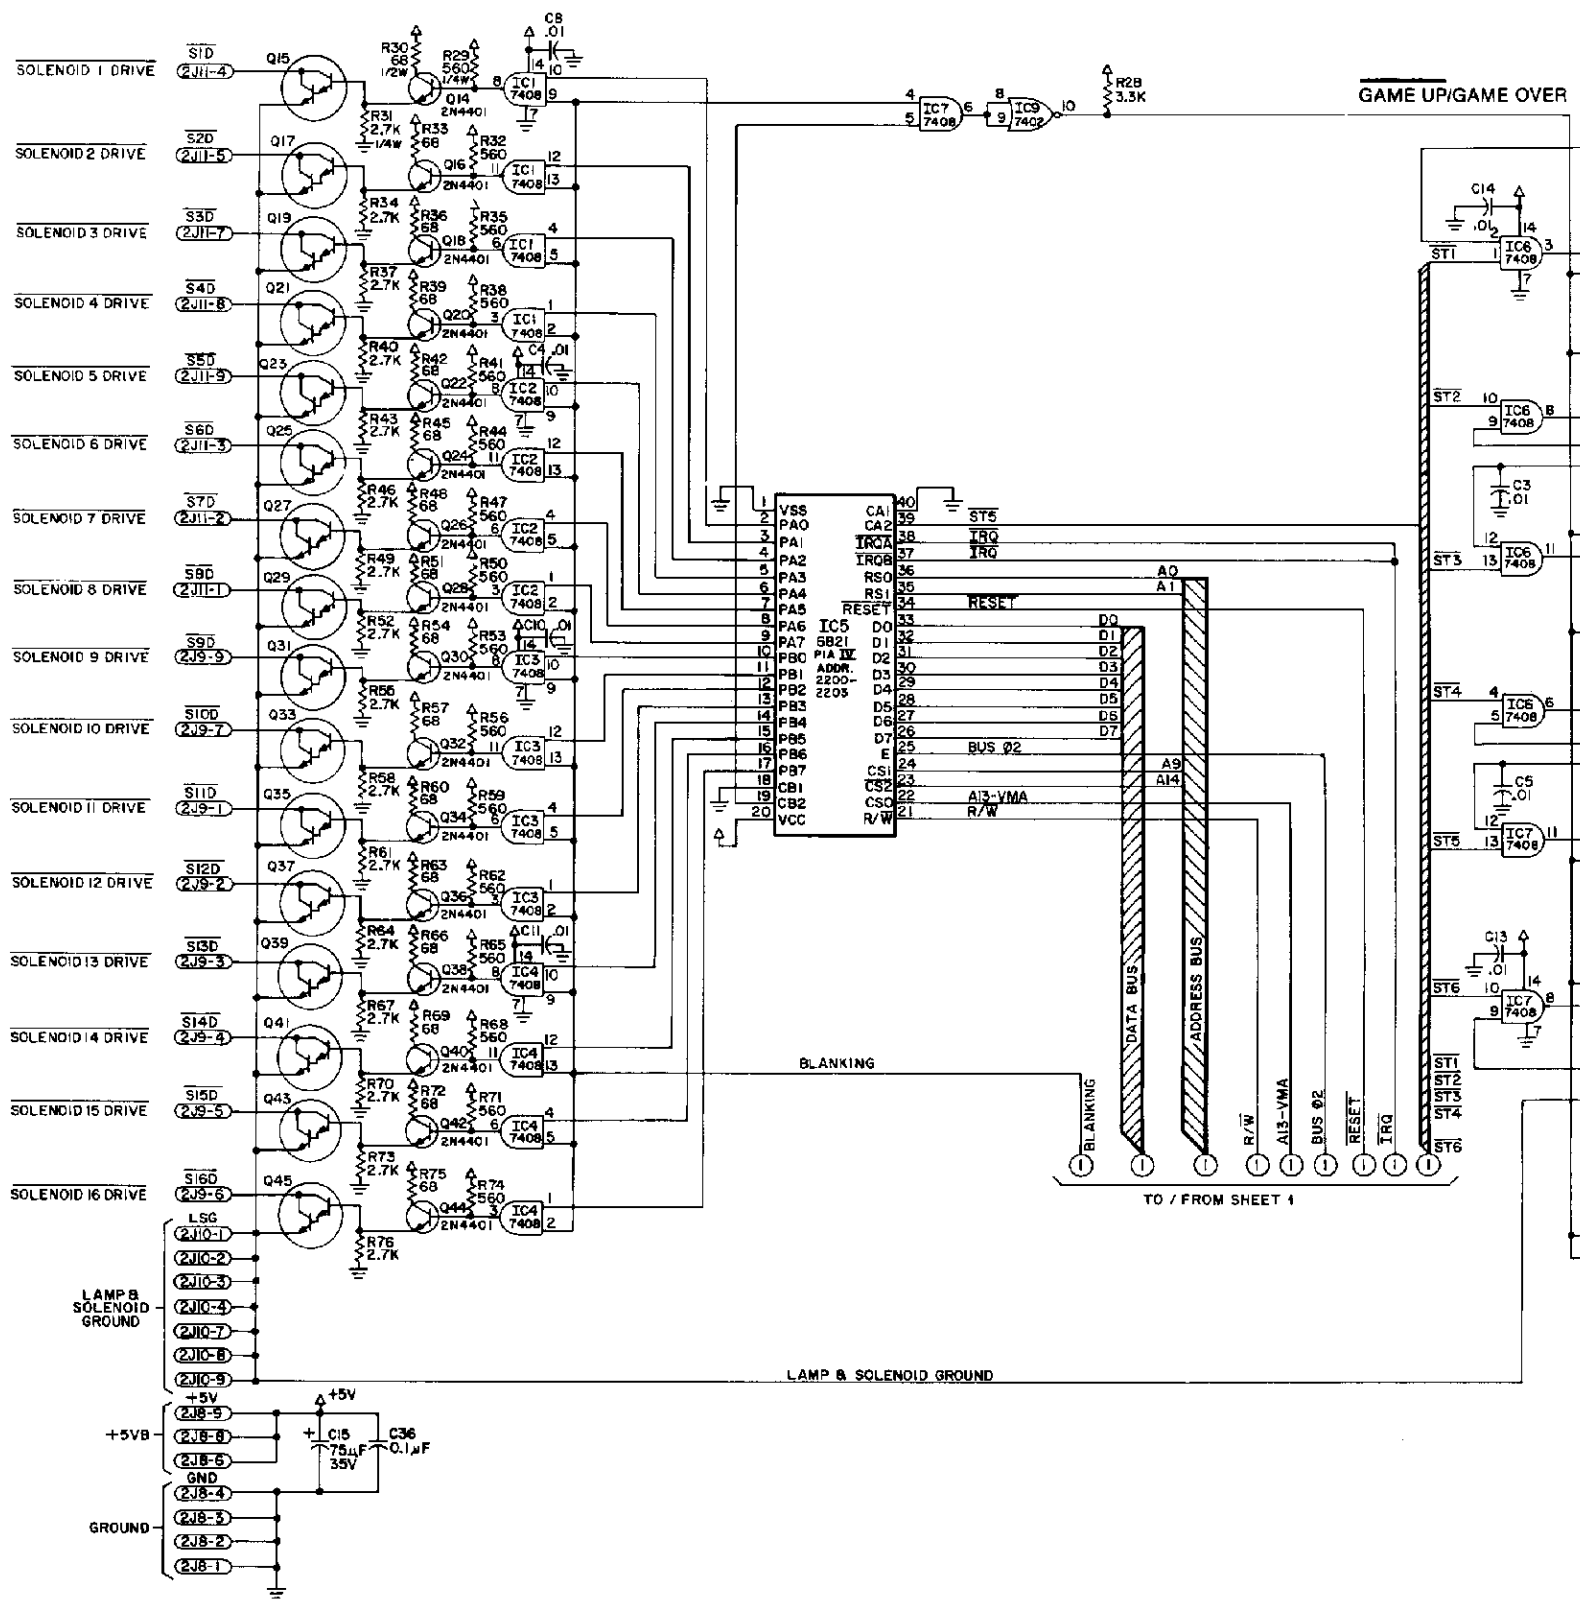 SOLENOID 1 DRIVE S1D 2J11-4 Q15 R31 2.7K 1/4W R30 68 1/2W Q14 2N4401 R29 560 1/4W C8 .01 8 IC1 7408 14 10 9 7
SOLENOID 2 DRIVE S2D 2J11-5 Q17 R34 2.7K R33 68 Q16 2N4401 R32 560 11 IC1 7408 12 13
SOLENOID 3 DRIVE S3D 2J11-7 Q19 R37 2.7K R36 68 Q18 2N4401 R35 560 6 IC1 7408 4 5
SOLENOID 4 DRIVE S4D 2J11-8 Q21 R40 2.7K R39 68 Q20 2N4401 R38 560 3 IC1 7408 1 2
SOLENOID 5 DRIVE S5D 2J11-9 Q23 R43 2.7K R42 68 Q22 2N4401 R41 560 C4 .01 8 IC2 7408 14 10 9 7
SOLENOID 6 DRIVE S6D 2J11-3 Q25 R46 2.7K R45 68 Q24 2N4401 R44 560 11 IC2 7408 12 13
SOLENOID 7 DRIVE S7D 2J11-2 Q27 R49 2.7K R48 68 Q26 2N4401 R47 560 6 IC2 7408 4 5
SOLENOID 8 DRIVE S8D 2J11-1 Q29 R52 2.7K R51 68 Q28 2N4401 R50 560 3 IC2 7408 1 2
SOLENOID 9 DRIVE S9D 2J9-9 Q31 R55 2.7K R54 68 Q30 2N4401 R53 560 C10 .01 8 IC3 7408 14 10 9 7
SOLENOID 10 DRIVE S10D 2J9-7 Q33 R58 2.7K R57 68 Q32 2N4401 R56 560 11 IC3 7408 12 13
SOLENOID 11 DRIVE S11D 2J9-1 Q35 R61 2.7K R60 68 Q34 2N4401 R59 560 6 IC3 7408 4 5
SOLENOID 12 DRIVE S12D 2J9-2 Q37 R64 2.7K R63 68 Q36 2N4401 R62 560 3 IC3 7408 1 2
SOLENOID 13 DRIVE S13D 2J9-3 Q39 R67 2.7K R66 68 Q38 2N4401 R65 560 C11 .01 8 IC4 7408 14 10 9 7
SOLENOID 14 DRIVE S14D 2J9-4 Q41 R70 2.7K R69 68 Q40 2N4401 R68 560 11 IC4 7408 12 13
SOLENOID 15 DRIVE S15D 2J9-5 Q43 R73 2.7K R72 68 Q42 2N4401 R71 560 6 IC4 7408 4 5
SOLENOID 16 DRIVE S16D 2J9-6 Q45 R76 2.7K R75 68 Q44 2N4401 R74 560 3 IC4 7408 1 2
LSG
2J10-1
2J10-2
2J10-3
2J10-4
2J10-7
2J10-8
2J10-9
LAMP & SOLENOID GROUND
+5V
2J8-9
2J8-8
2J8-6
+5VB
+5V
C15 75µF 35V
C36 0.1µF
GND
2J8-4
2J8-3
2J8-2
2J8-1
GROUND
4 5 IC7 7408 6
8 9 IC9 7402 10
R28 3.3K
GAME UP/GAME OVER
IC5
6821
PIA IV
ADDR.
2200-
2203
1 VSS
2 PA0
3 PA1
4 PA2
5 PA3
6 PA4
7 PA5
8 PA6
9 PA7
10 PB0
11 PB1
12 PB2
13 PB3
14 PB4
15 PB5
16 PB6
17 PB7
18 CB1
19 CB2
20 VCC
CA1 40
CA2 39 ST5
IRQA 38 IRQ
IRQB 37 IRQ
RS0 36 A0
RS1 35 A1
RESET 34 RESET
D0 33 D0
D1 32 D1
D2 31 D2
D3 30 D3
D4 29 D4
D5 28 D5
D6 27 D6
D7 26 D7
E 25 BUS Ø2
CS1 24 A9
CS2 23 A14
CS0 22 A13-VMA
R/W 21 R/W
BLANKING
LAMP & SOLENOID GROUND
DATA BUS
ADDRESS BUS
BLANKING
R/W
A13-VMA
BUS Ø2
RESET
IRQ
1 1 1 1 1 1 1 1 1
TO / FROM SHEET 1
C14 .01
ST1 2 1 IC6 7408 14 3 7
ST2 10 9 IC6 7408 8
C3 .01
ST3 12 13 IC6 7408 11
ST4 4 5 IC6 7408 6
C5 .01
ST5 12 13 IC7 7408 11
C13 .01
ST6 10 9 IC7 7408 14 8 7
ST1
ST2
ST3
ST4
ST6